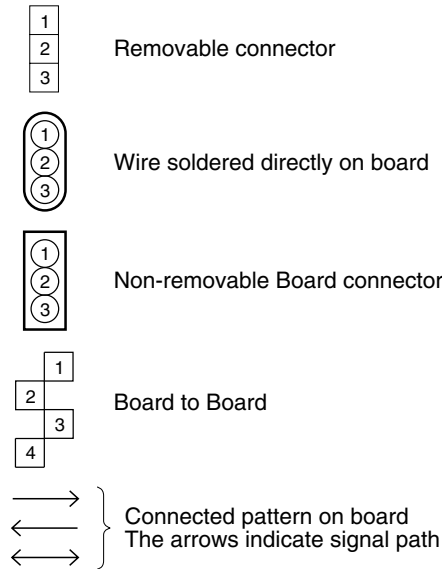 1
2
3
Removable connector
1
2
3
Wire soldered directly on board
1
2
3
Non-removable Board connector
1
2
3
4
Board to Board
Connected pattern on board
The arrows indicate signal path